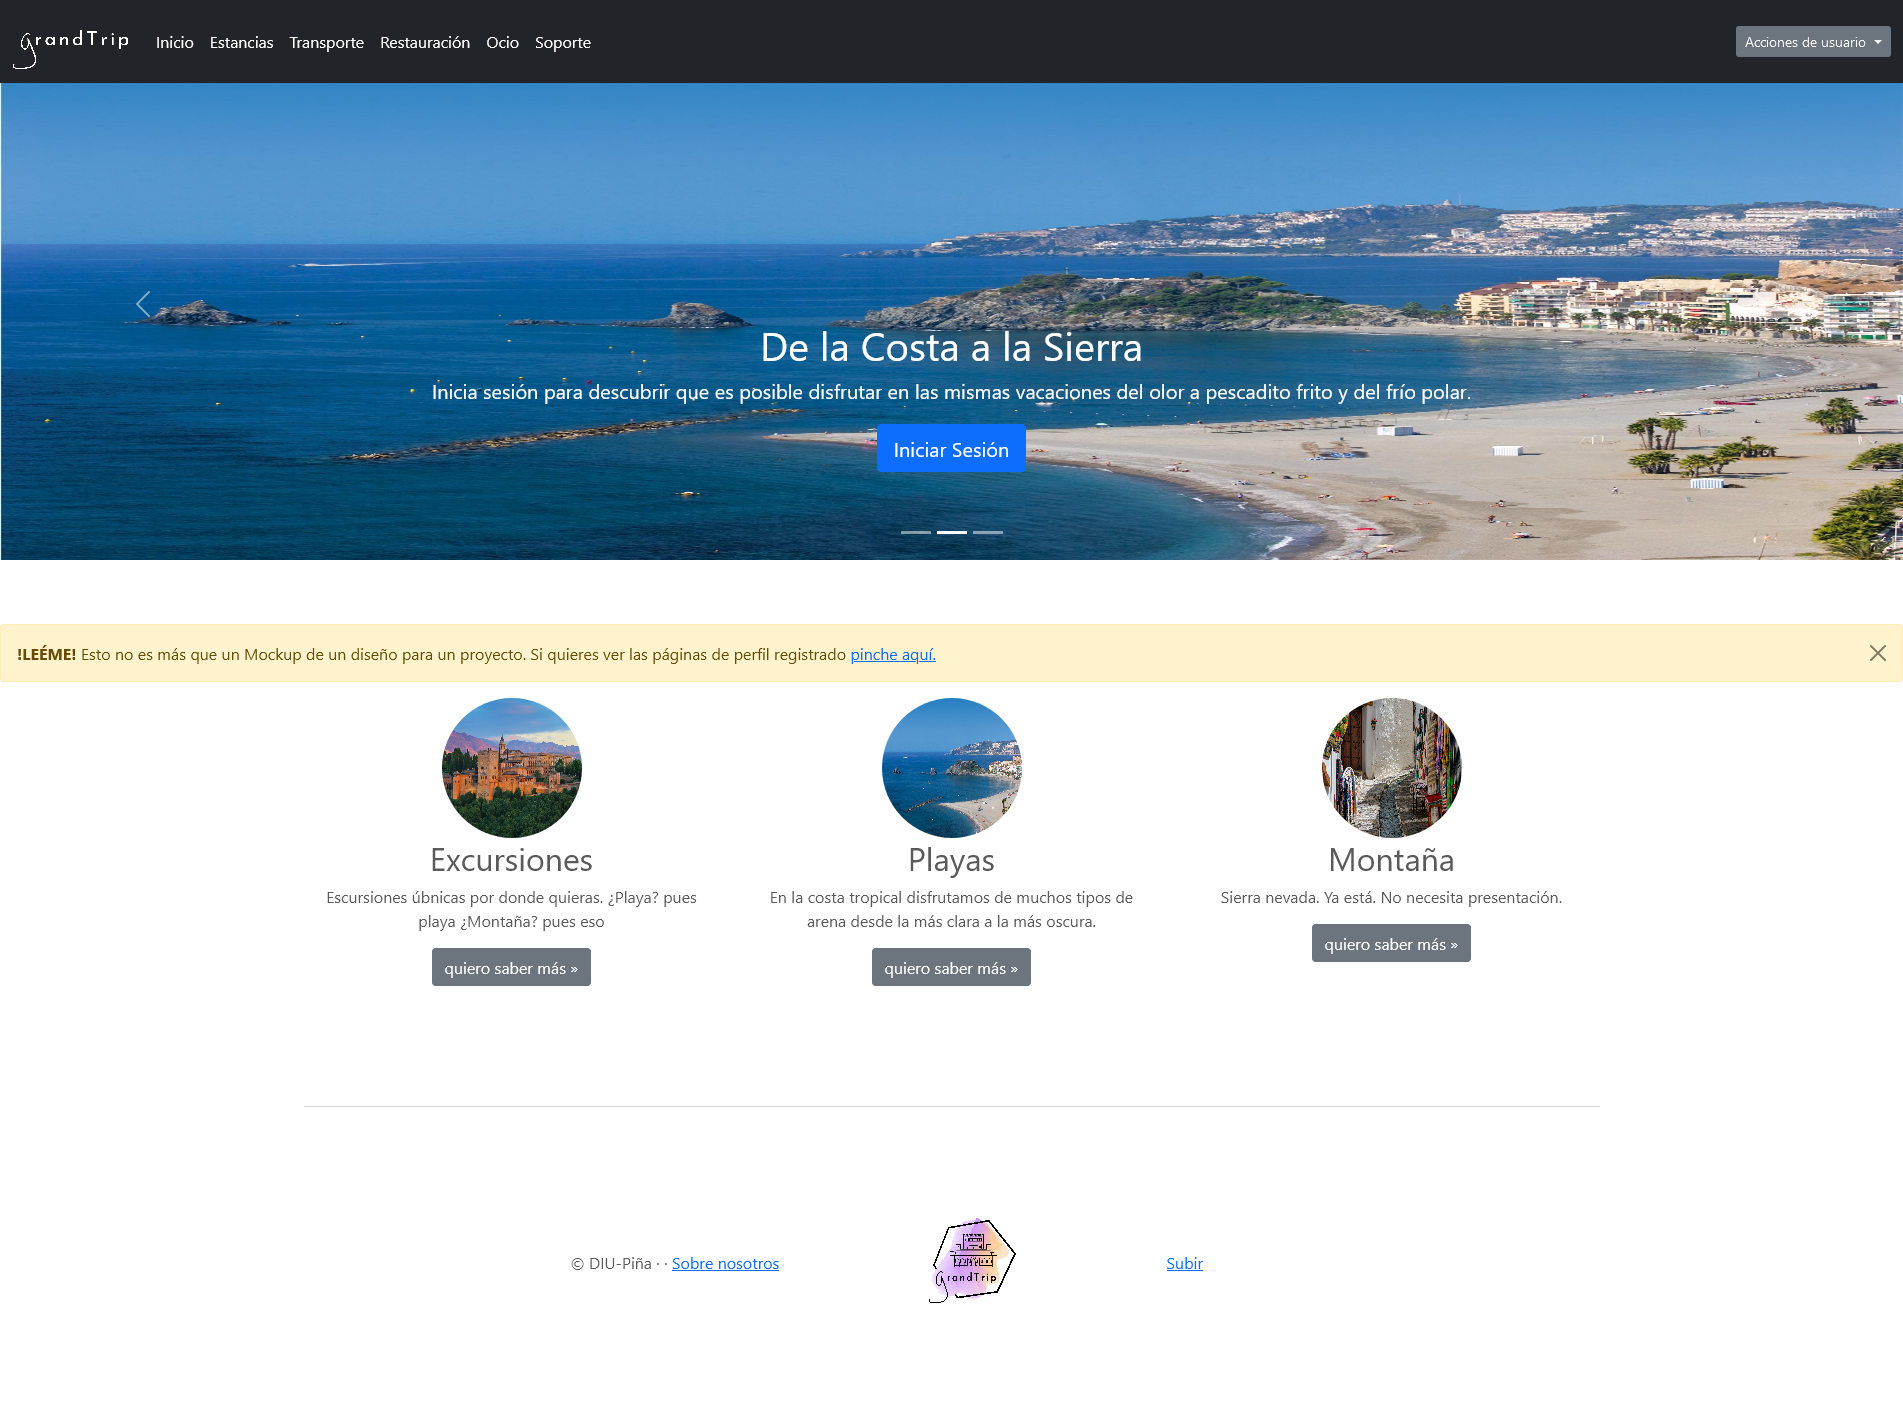 grandTrip
Inicio Estancias Transporte Restauración Ocio Soporte
Acciones de usuario
De la Costa a la Sierra
Inicia sesión para descubrir que es posible disfrutar en las mismas vacaciones del olor a pescadito frito y del frío polar.
Iniciar Sesión
!LEÉME! Esto no es más que un Mockup de un diseño para un proyecto. Si quieres ver las páginas de perfil registrado pinche aquí.
Excursiones
Escursiones úbnicas por donde quieras. ¿Playa? pues
playa ¿Montaña? pues eso
quiero saber más »
Playas
En la costa tropical disfrutamos de muchos tipos de
arena desde la más clara a la más oscura.
quiero saber más »
Montaña
Sierra nevada. Ya está. No necesita presentación.
quiero saber más »
© DIU-Piña · · Sobre nosotros
grandTrip
Subir